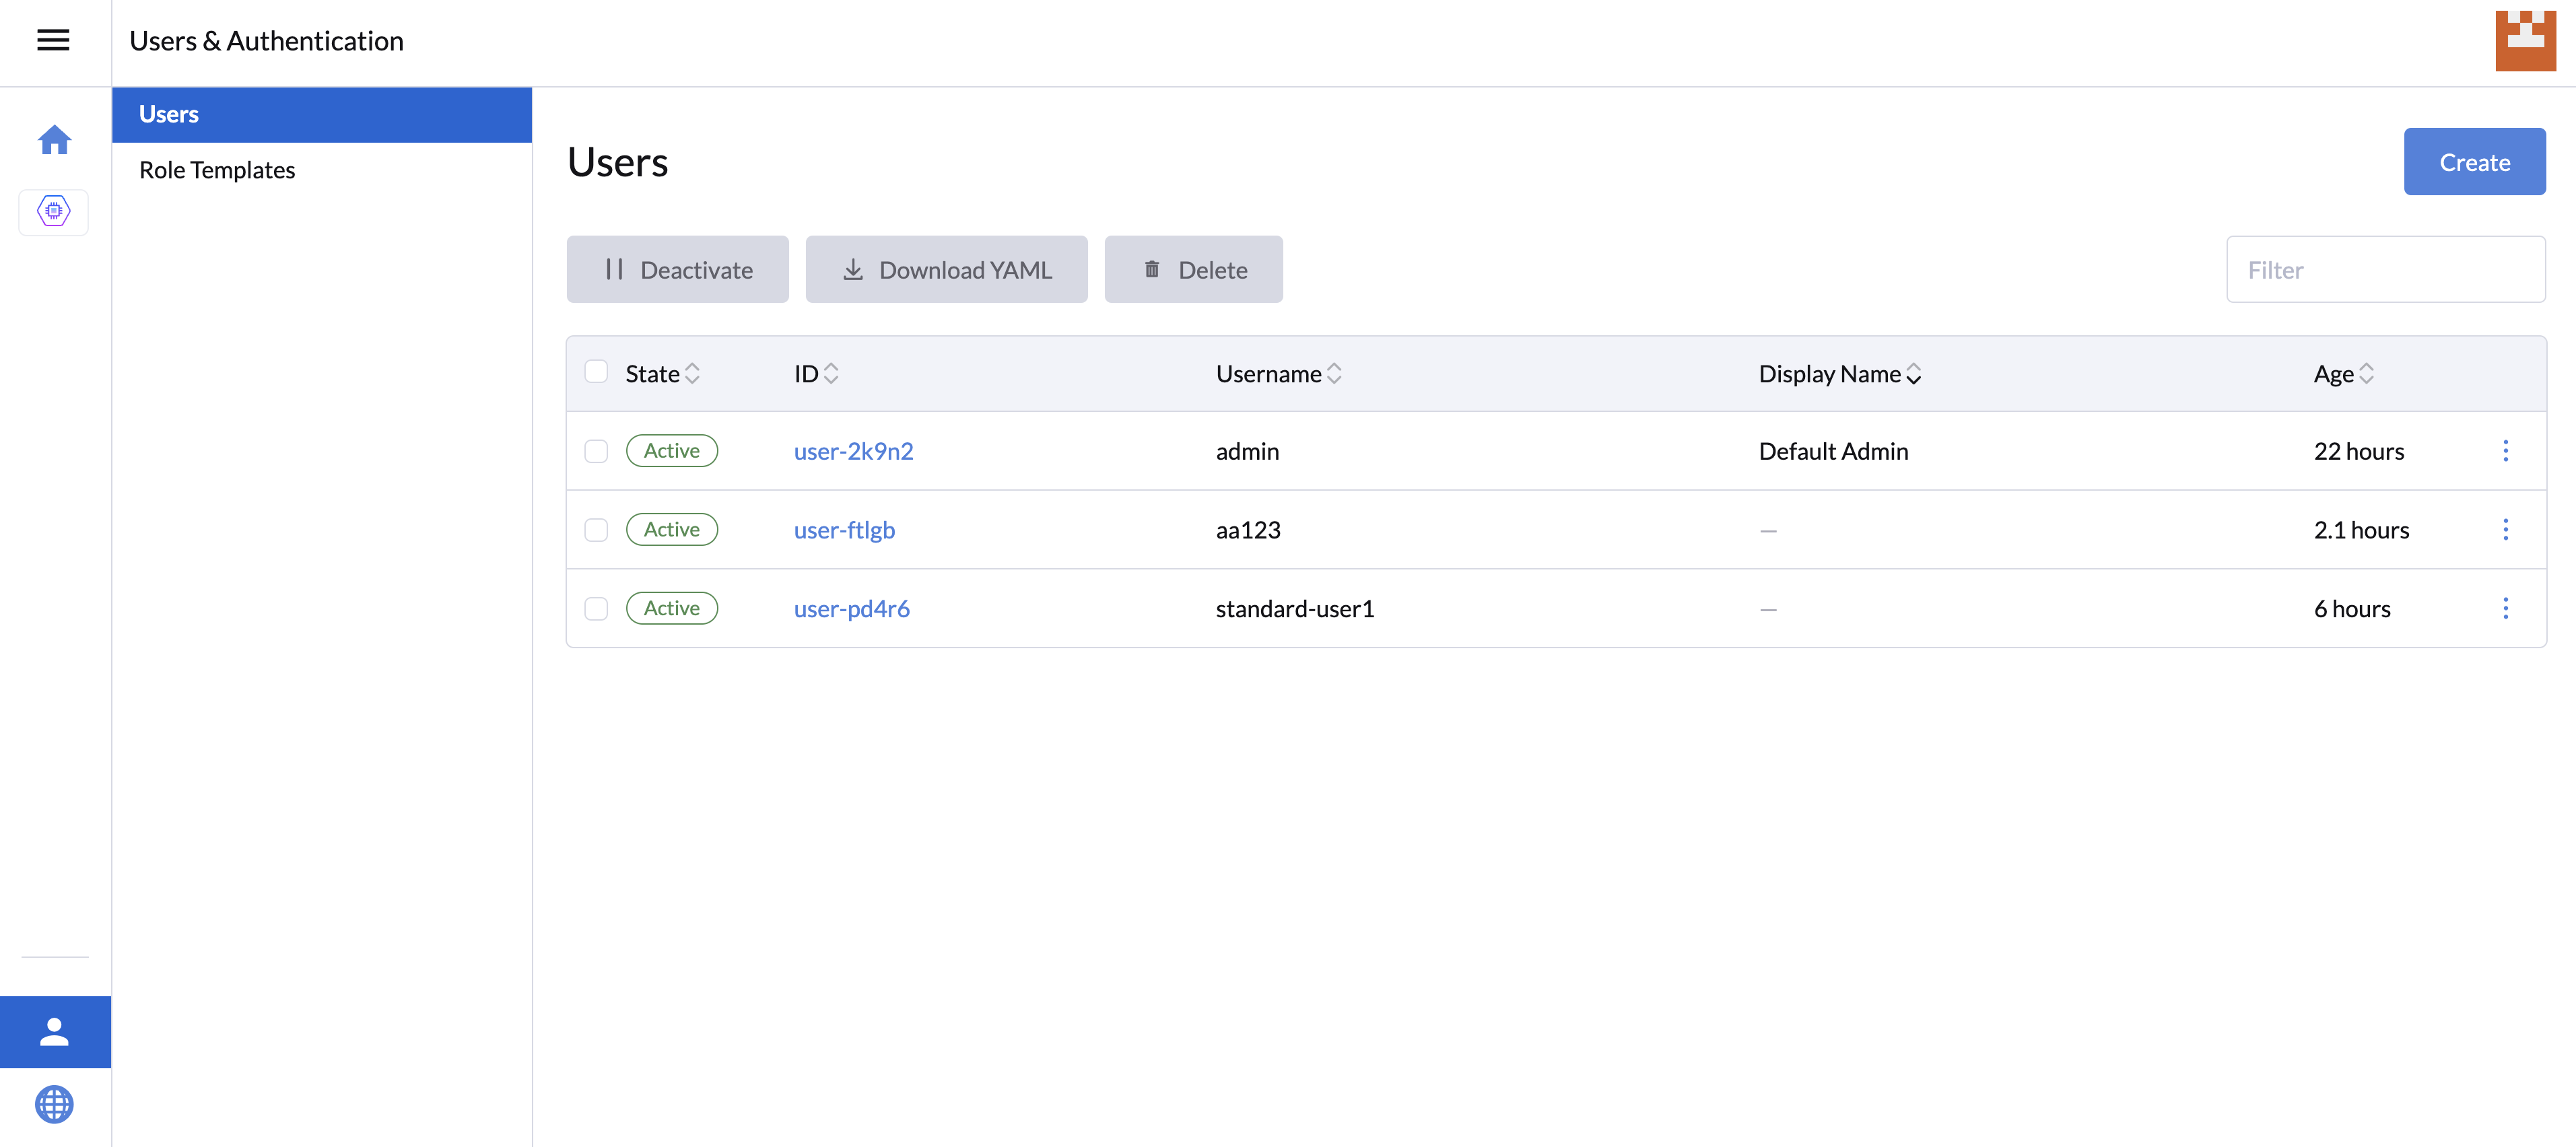 Users & Authentication
Users
Role Templates
Users
Create
Deactivate
Download YAML
Delete
Filter
State ID Username Display Name Age
Active user-2k9n2 admin Default Admin 22 hours
Active user-ftlgb aa123 — 2.1 hours
Active user-pd4r6 standard-user1 — 6 hours